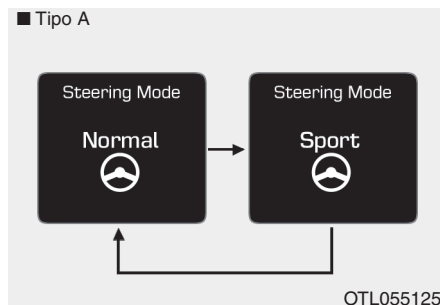 ■ Tipo A
Steering Mode
Normal
Steering Mode
Sport
OTL055125